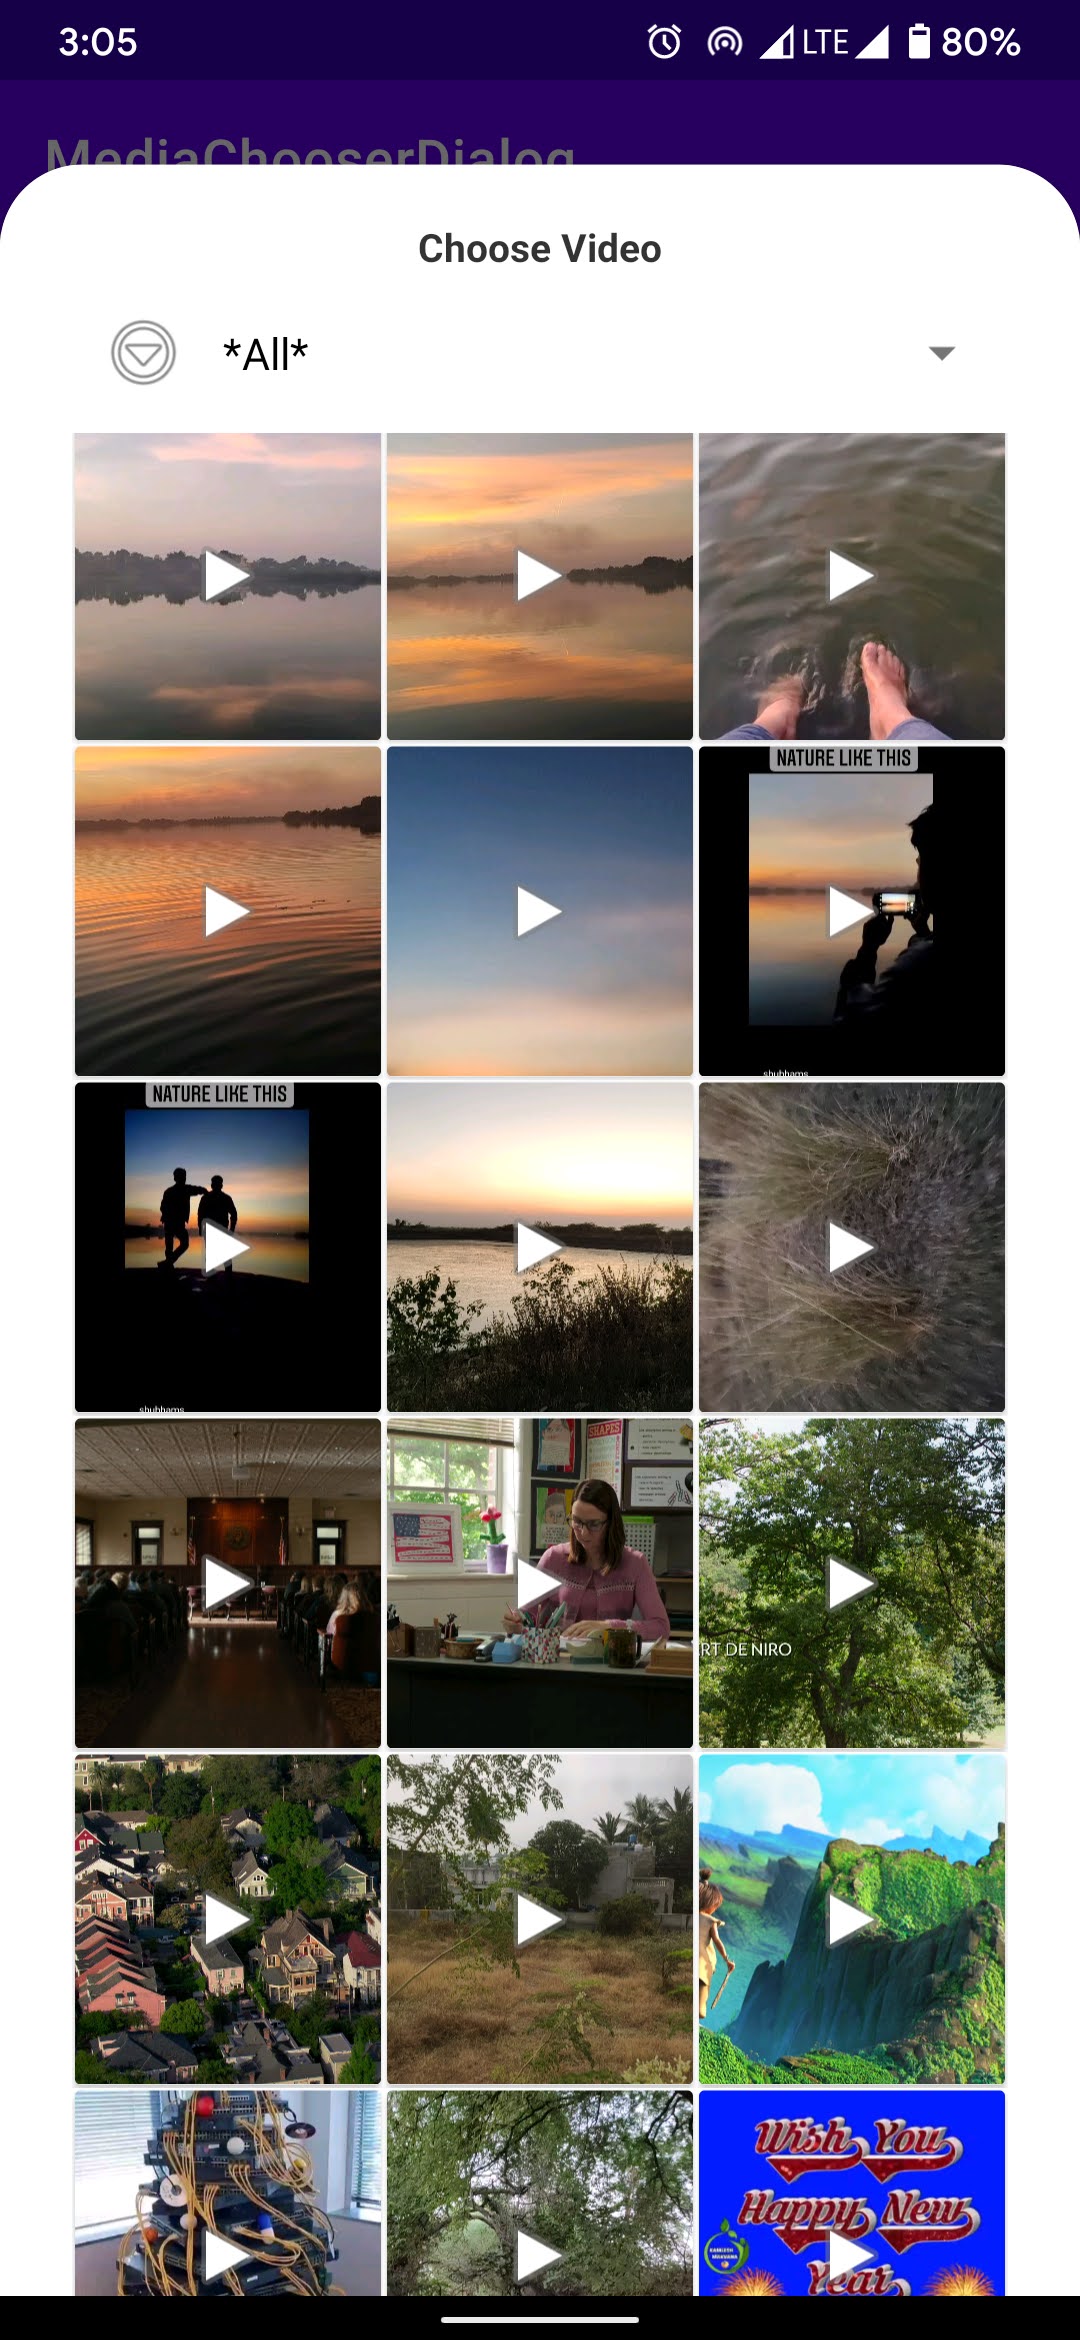 3:05
LTE
80%
MediaChooserDialog
Choose Video
*All*
NATURE LIKE THIS
shubhams
NATURE LIKE THIS
shubhams
SHAPES
RT DE NIRO
Wish You
Happy New
Year